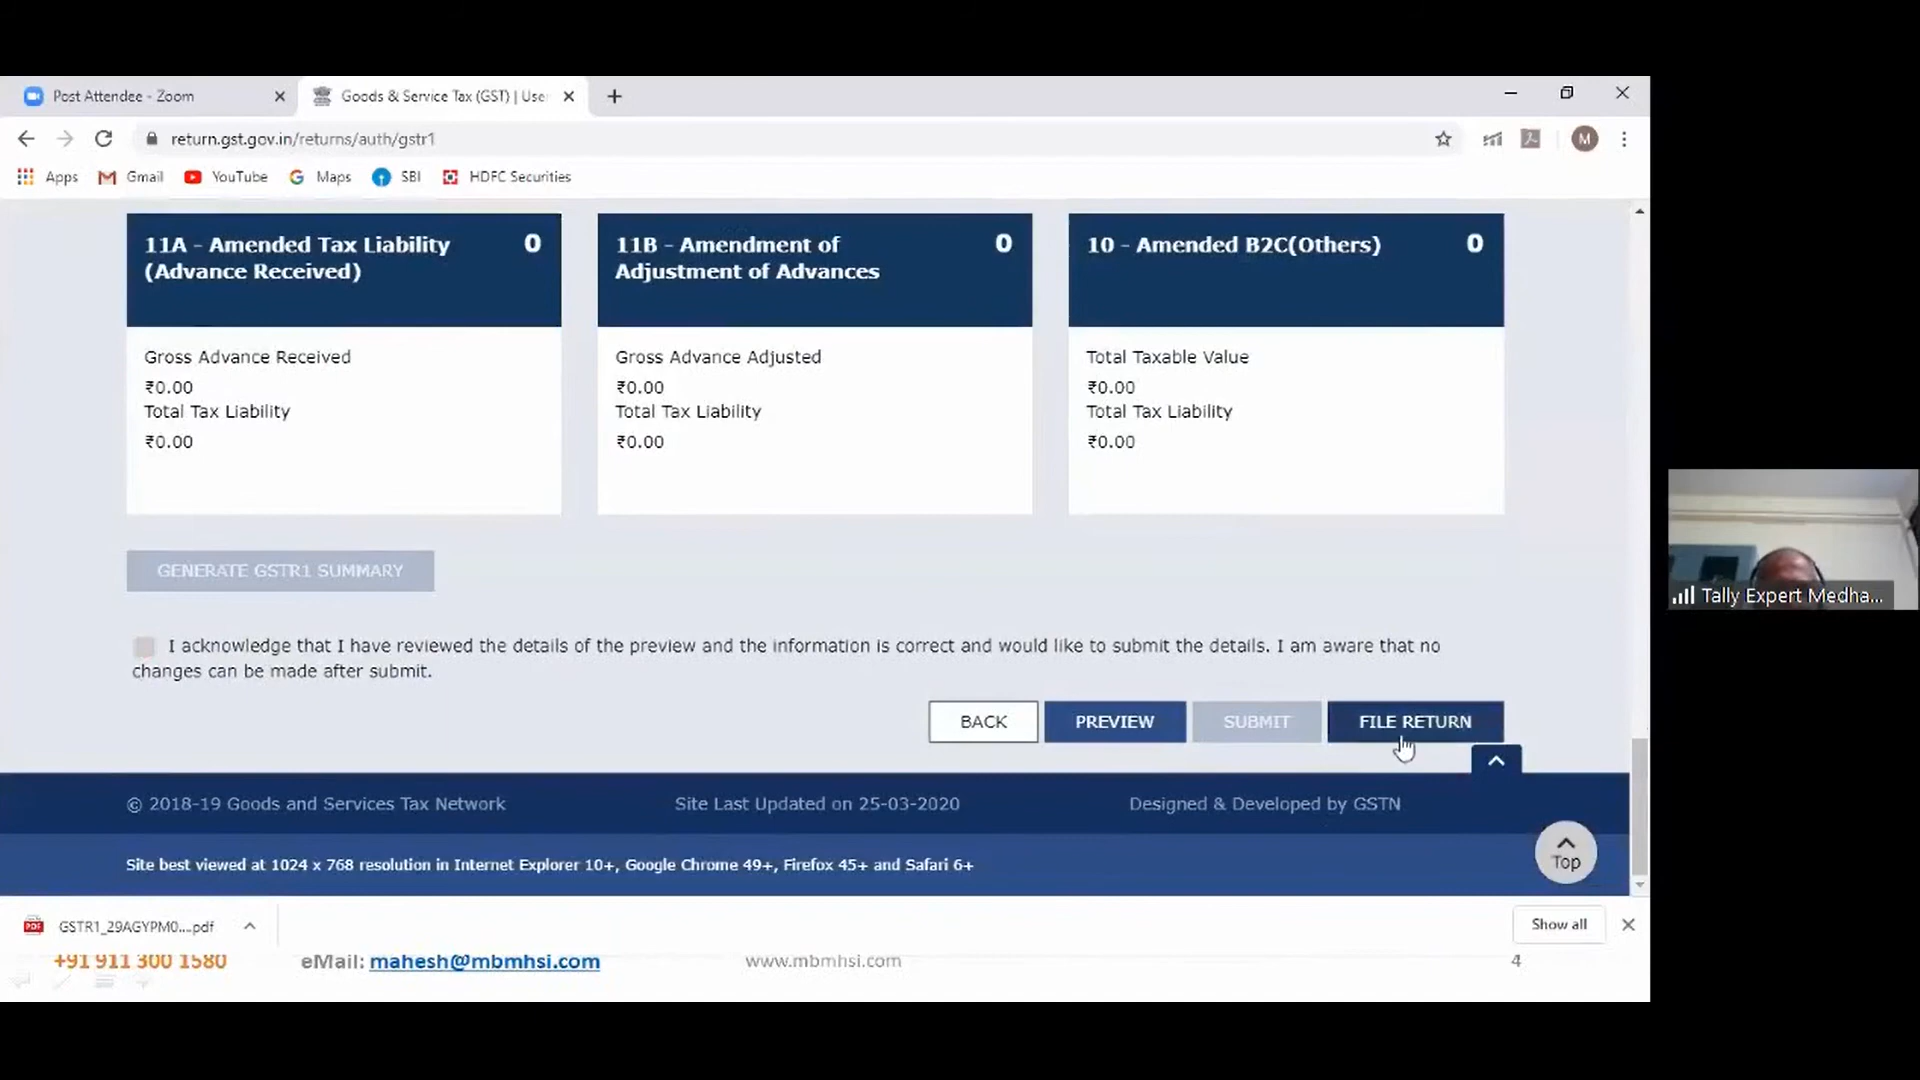 Post Attendee - Zoom
Goods & Service Tax (GST) | Use
return.gst.gov.in/returns/auth/gstr1
M
Apps Gmail YouTube Maps SBI HDFC Securities
11A - Amended Tax Liability (Advance Received) 0
Gross Advance Received
₹0.00
Total Tax Liability
₹0.00
11B - Amendment of Adjustment of Advances 0
Gross Advance Adjusted
₹0.00
Total Tax Liability
₹0.00
10 - Amended B2C(Others) 0
Total Taxable Value
₹0.00
Total Tax Liability
₹0.00
GENERATE GSTR1 SUMMARY
I acknowledge that I have reviewed the details of the preview and the information is correct and would like to submit the details. I am aware that no
changes can be made after submit.
BACK PREVIEW SUBMIT FILE RETURN
© 2018-19 Goods and Services Tax Network Site Last Updated on 25-03-2020 Designed & Developed by GSTN
Site best viewed at 1024 x 768 resolution in Internet Explorer 10+, Google Chrome 49+, Firefox 45+ and Safari 6+
Top
GSTR1_29AGYPM0....pdf
Show all
+91 911 300 1580 eMail: mahesh@mbmhsi.com www.mbmhsi.com 4
Tally Expert Medha...